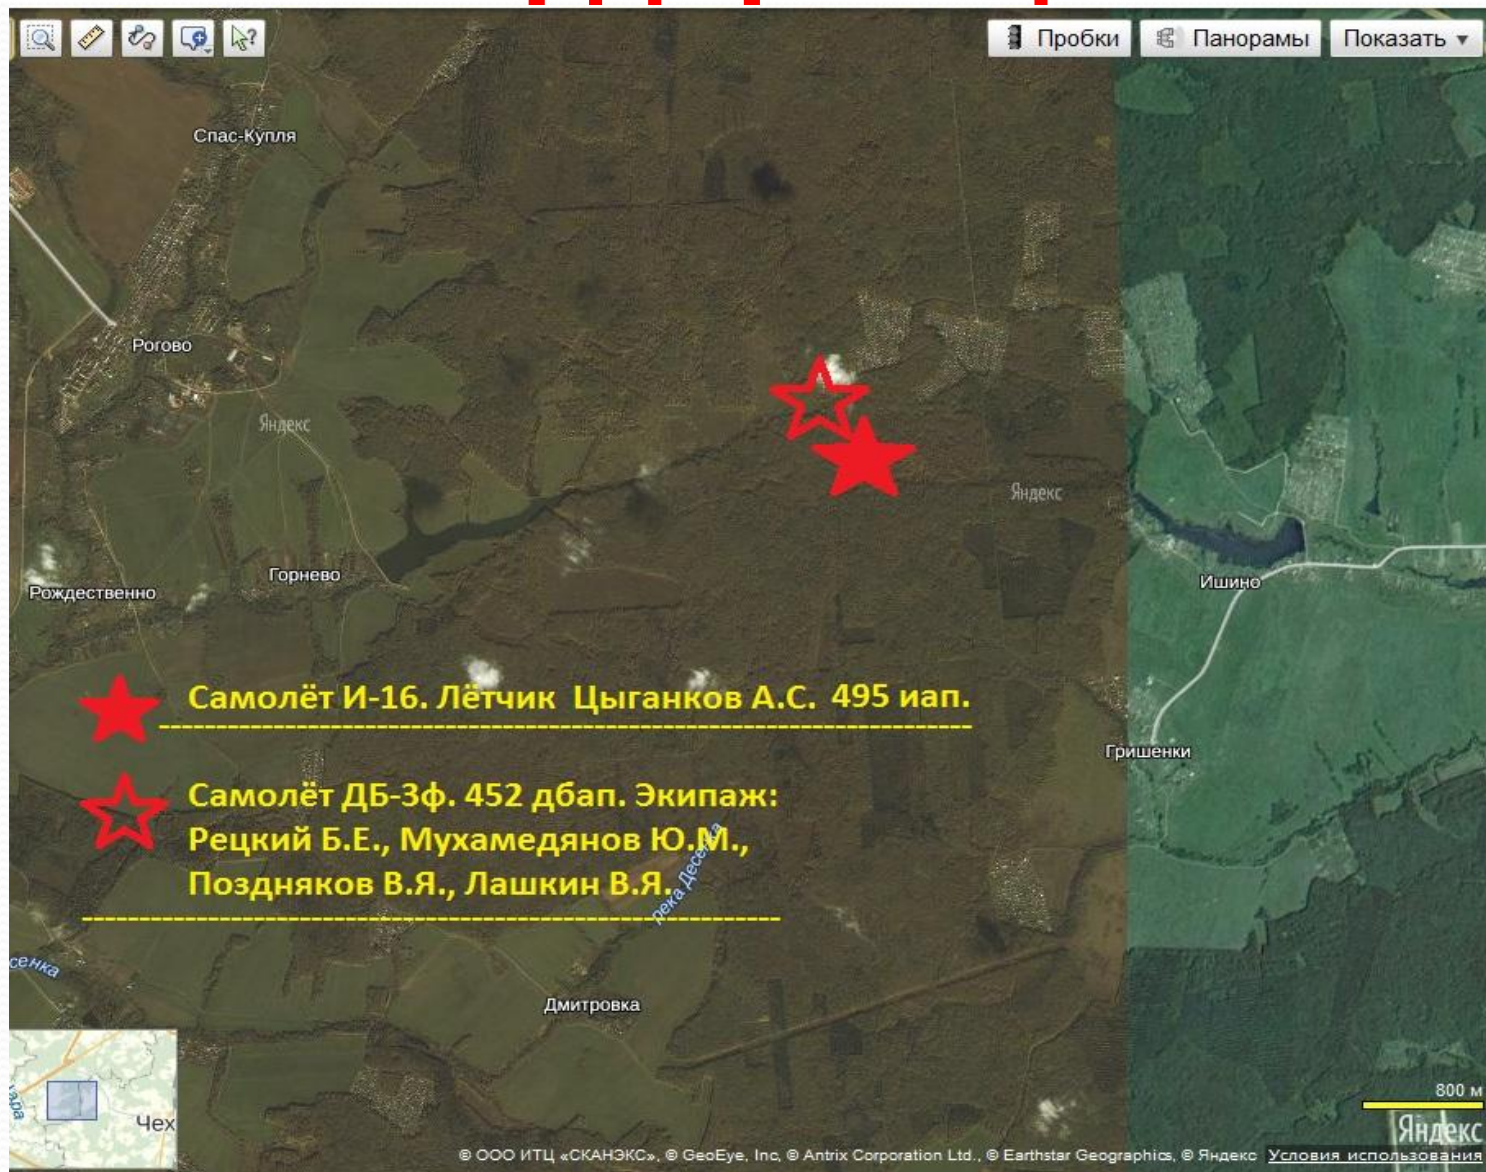 Пробки
Панорамы
Показать
Спас-Купля
Рогово
Яндекс
Яндекс
Горнево
Рождественно
Ишино
Самолёт И-16. Лётчик Цыганков А.С. 495 иап.
Гришенки
Самолёт ДБ-3ф. 452 дбап. Экипаж:
Рецкий Б.Е., Мухамедянов Ю.М.,
Поздняков В.Я., Лашкин В.Я.
река Десенка
сенка
Дмитровка
Чех
800 м
Яндекс
© ООО ИТЦ «СКАНЭКС», © GeoEye, Inc, © Antrix Corporation Ltd., © Earthstar Geographics, © Яндекс Условия использования